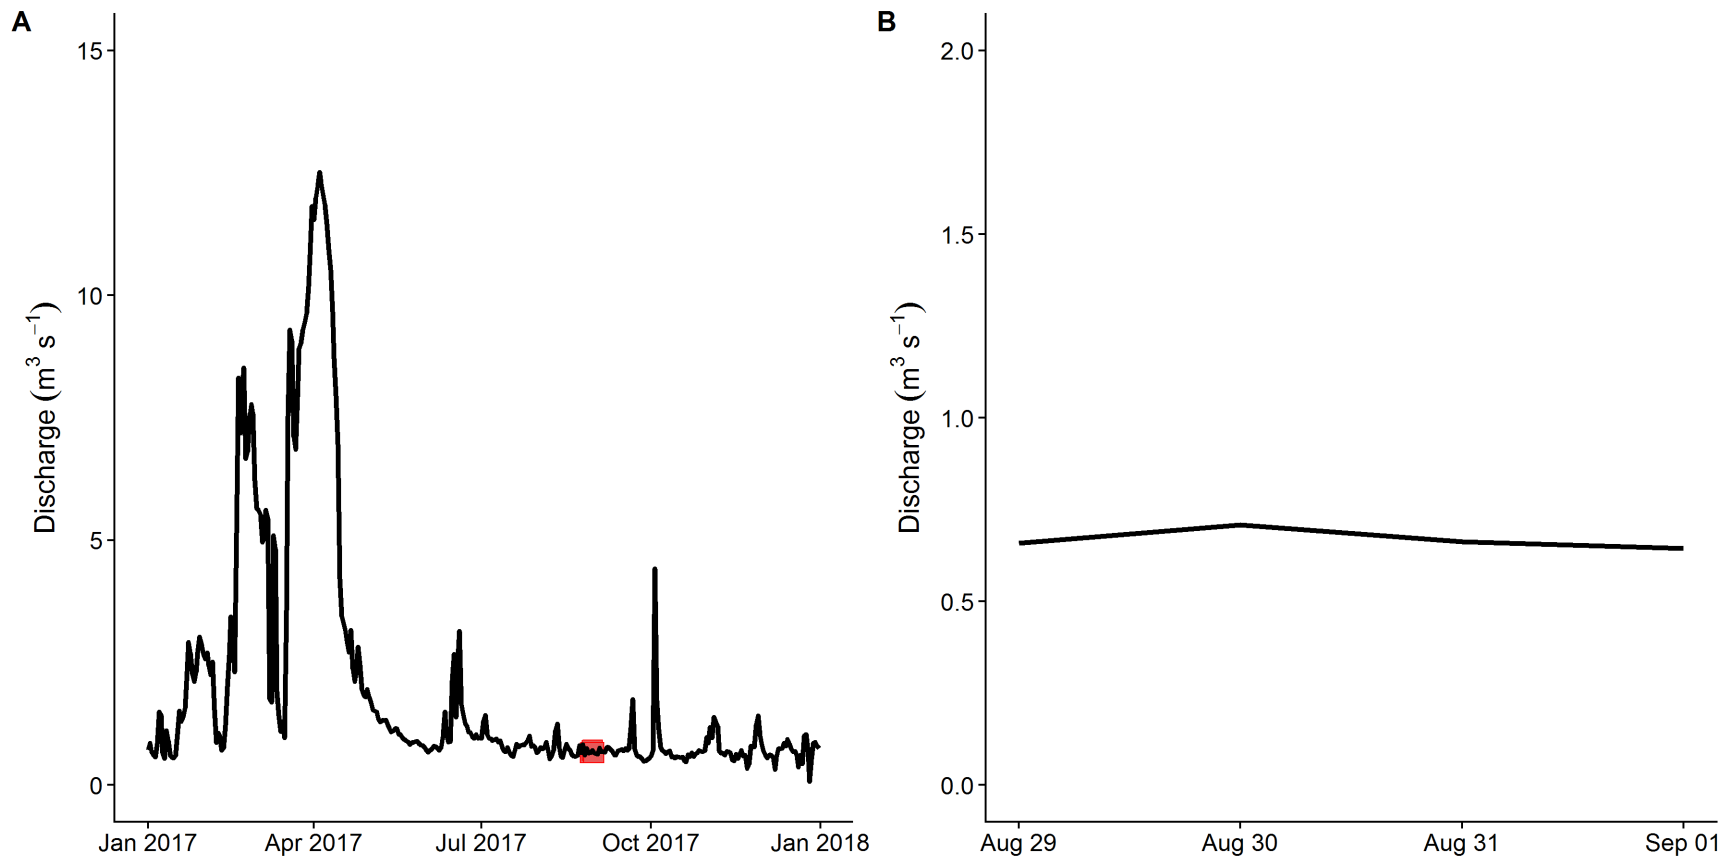 A
15
10
5
0
Discharge (m³ s⁻¹)
Jan 2017 Apr 2017 Jul 2017 Oct 2017 Jan 2018
B
2.0
1.5
1.0
0.5
0.0
Discharge (m³ s⁻¹)
Aug 29 Aug 30 Aug 31 Sep 01